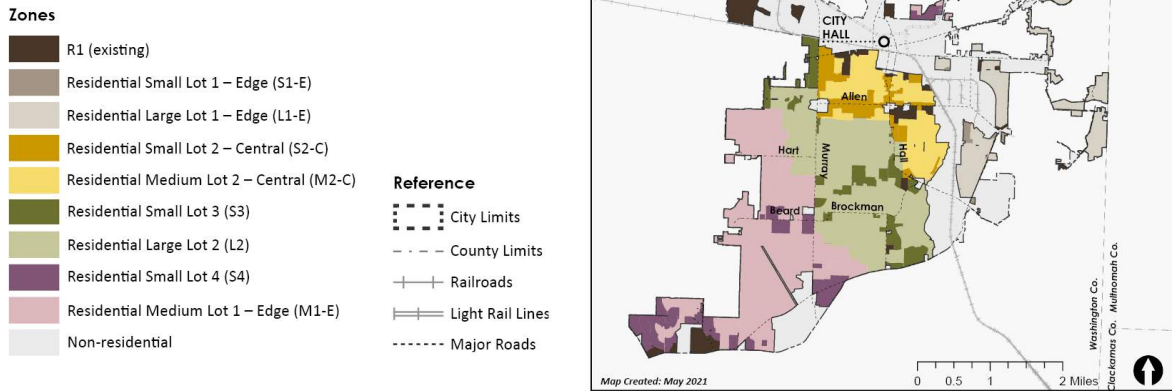 Zones
R1 (existing)
Residential Small Lot 1 – Edge (S1-E)
Residential Large Lot 1 – Edge (L1-E)
Residential Small Lot 2 – Central (S2-C)
Residential Medium Lot 2 – Central (M2-C)
Residential Small Lot 3 (S3)
Residential Large Lot 2 (L2)
Residential Small Lot 4 (S4)
Residential Medium Lot 1 – Edge (M1-E)
Non-residential
Reference
City Limits
County Limits
Railroads
Light Rail Lines
Major Roads
CITY
HALL
Allen
Hart
Murray
Hall
Beard
Brockman
Washington Co.
Clackamas Co. Multnomah Co.
Map Created: May 2021
0 0.5 1 2 Miles